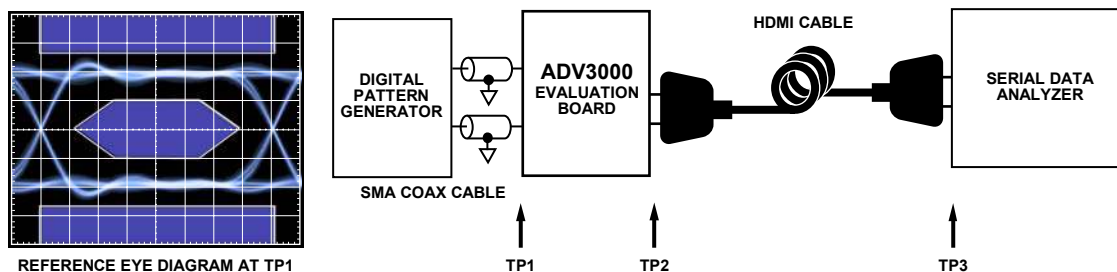 REFERENCE EYE DIAGRAM AT TP1
DIGITAL
PATTERN
GENERATOR
SMA COAX CABLE
ADV3000
EVALUATION
BOARD
HDMI CABLE
SERIAL DATA
ANALYZER
TP1
TP2
TP3